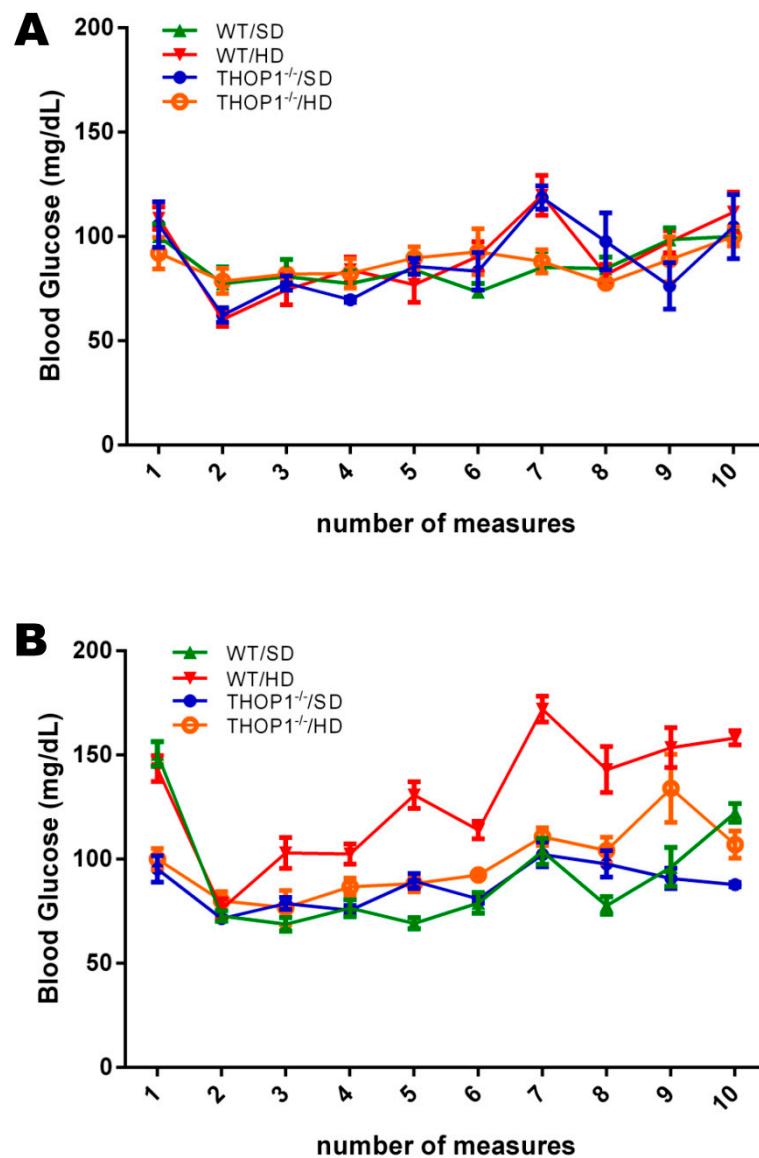 A
WT/SD
WT/HD
THOP1⁻/⁻/SD
THOP1⁻/⁻/HD
Blood Glucose (mg/dL)
200
150
100
50
0
1 2 3 4 5 6 7 8 9 10
number of measures
B
WT/SD
WT/HD
THOP1⁻/⁻/SD
THOP1⁻/⁻/HD
Blood Glucose (mg/dL)
200
150
100
50
0
1 2 3 4 5 6 7 8 9 10
number of measures